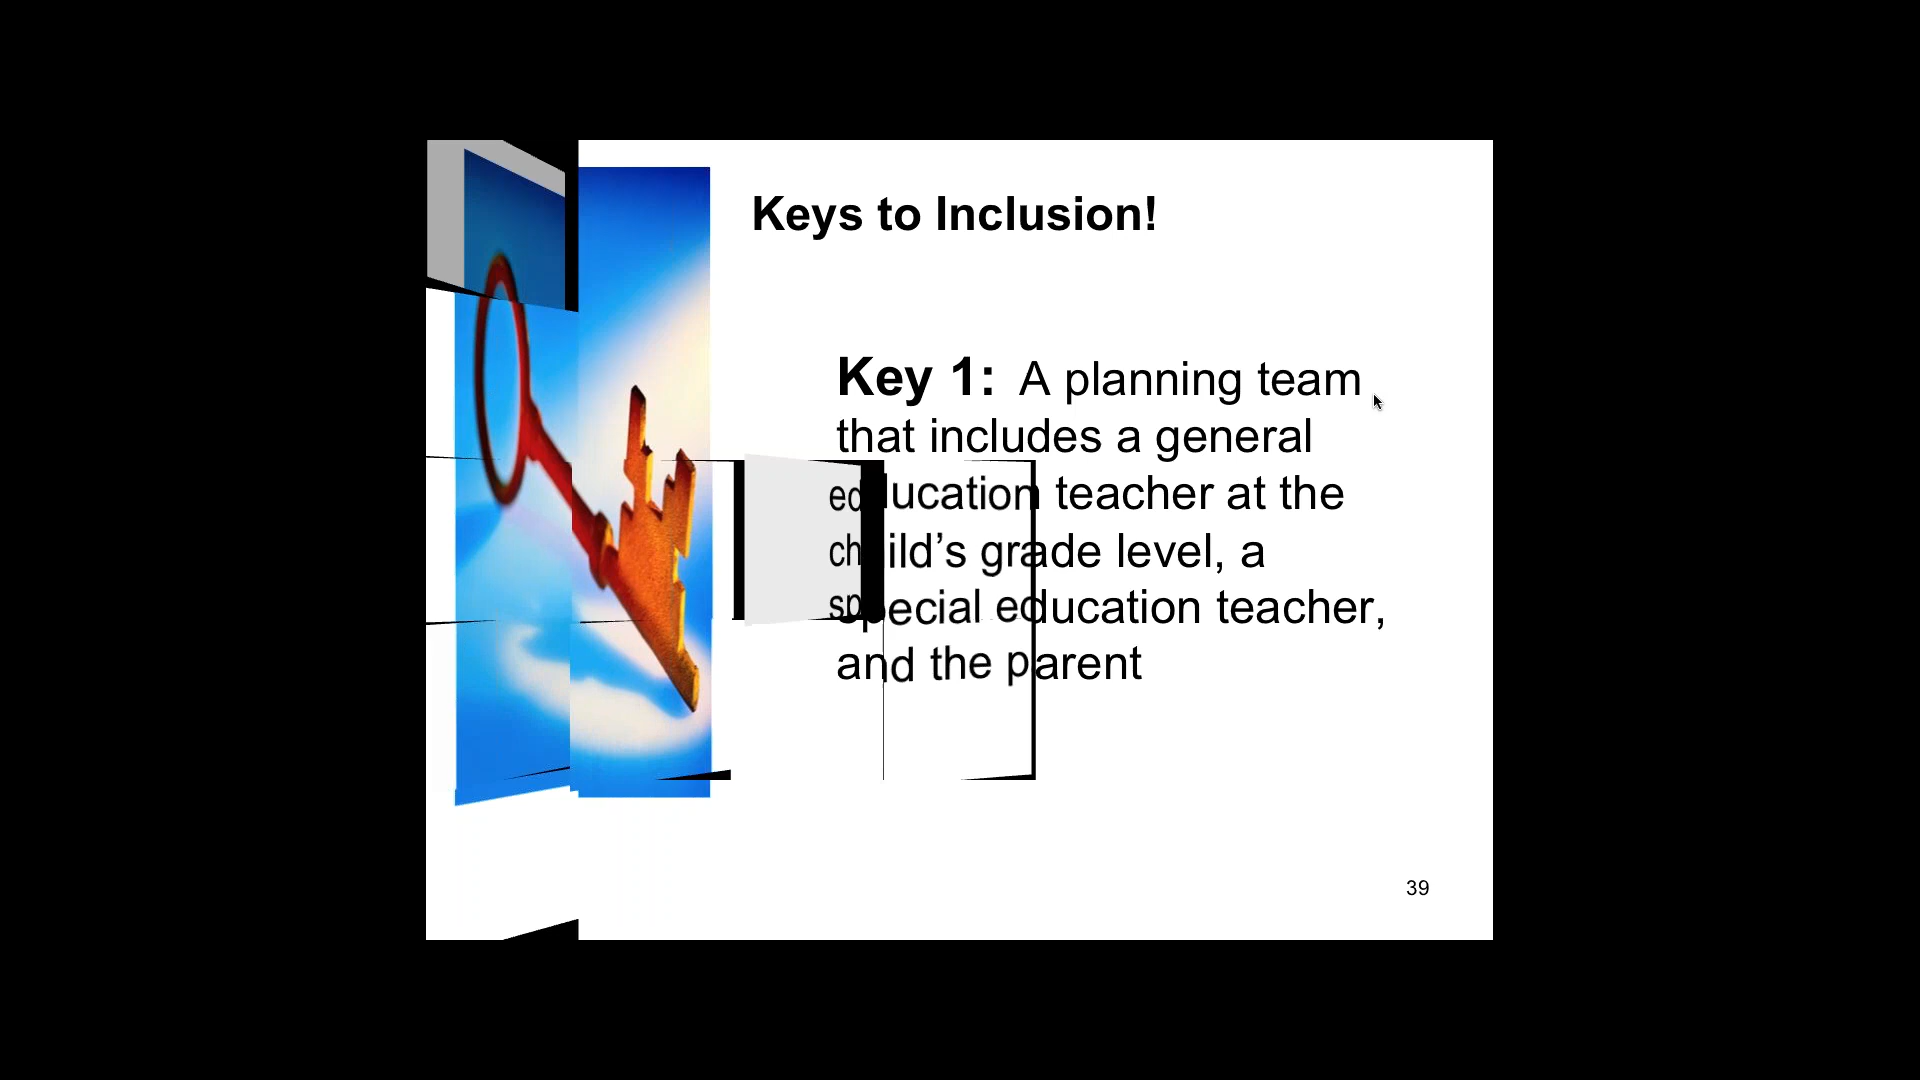 Keys to Inclusion!
Key 1: A planning team
that includes a general
education teacher at the
child’s grade level, a
special education teacher,
and the parent
39